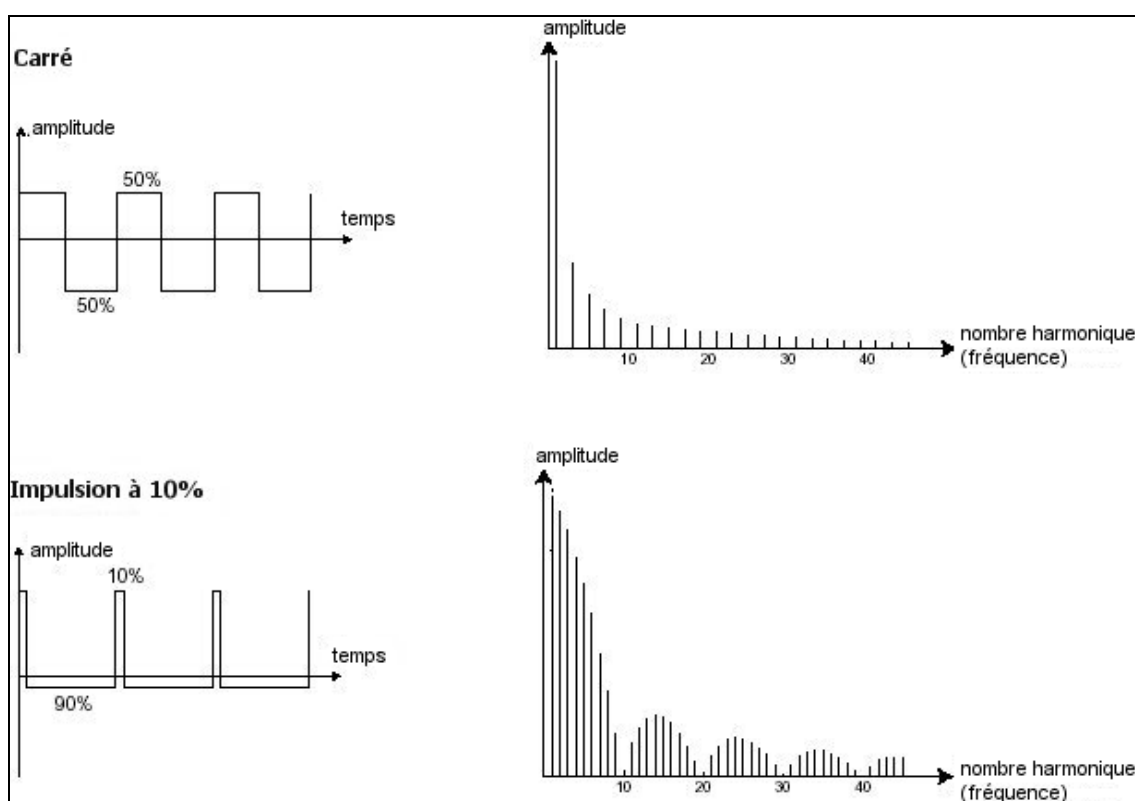 Carré
amplitude
50%
temps
50%
amplitude
10
20
30
40
nombre harmonique
(fréquence)
Impulsion à 10%
amplitude
10%
temps
90%
amplitude
10
20
30
40
nombre harmonique
(fréquence)